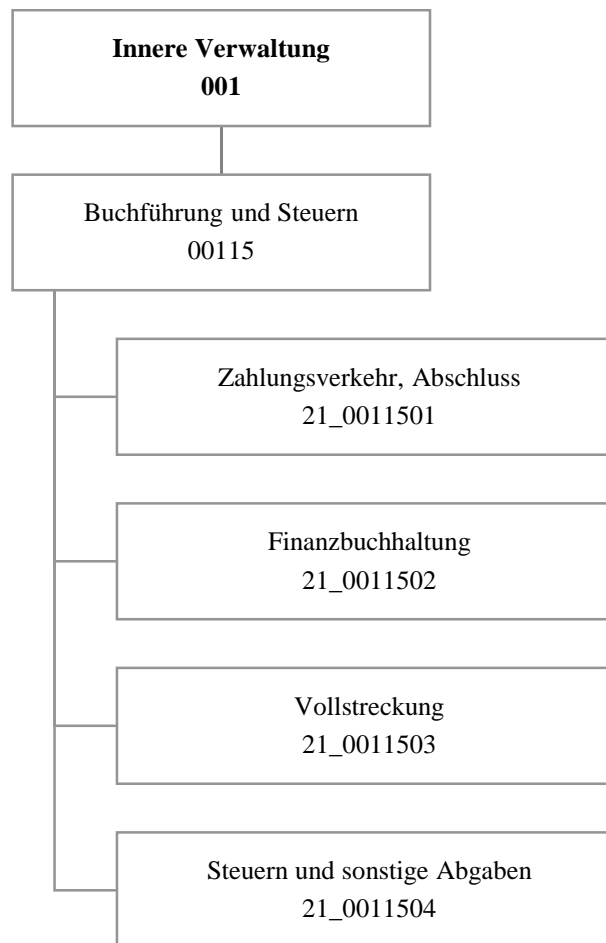 Innere Verwaltung
001
Buchführung und Steuern
00115
Zahlungsverkehr, Abschluss
21_0011501
Finanzbuchhaltung
21_0011502
Vollstreckung
21_0011503
Steuern und sonstige Abgaben
21_0011504